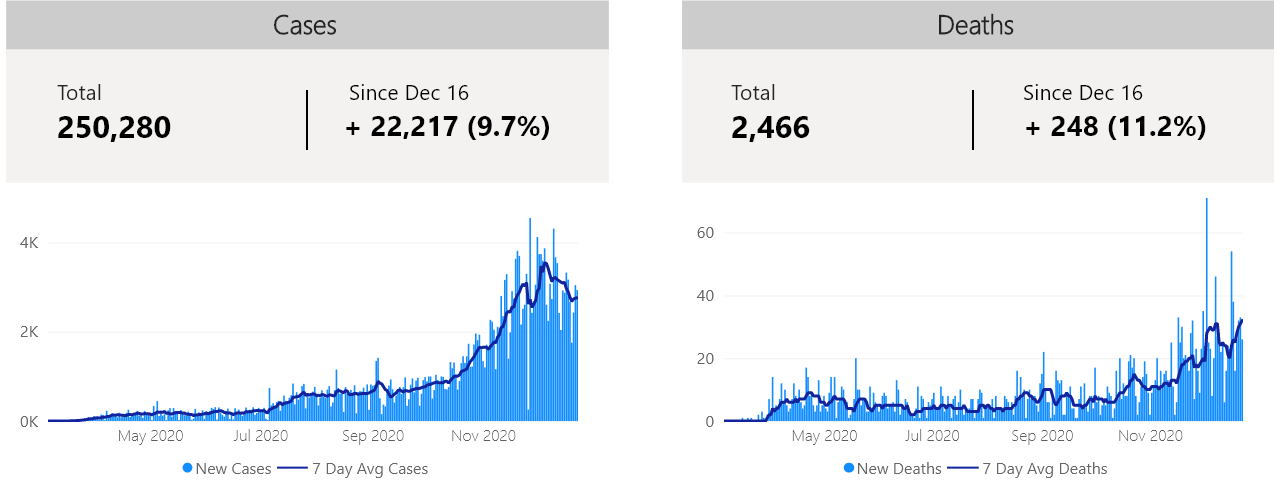 Cases
Total
250,280
Since Dec 16
+ 22,217 (9.7%)
4K
2K
0K
May 2020 Jul 2020 Sep 2020 Nov 2020
New Cases 7 Day Avg Cases
Deaths
Total
2,466
Since Dec 16
+ 248 (11.2%)
60
40
20
0
May 2020 Jul 2020 Sep 2020 Nov 2020
New Deaths 7 Day Avg Deaths